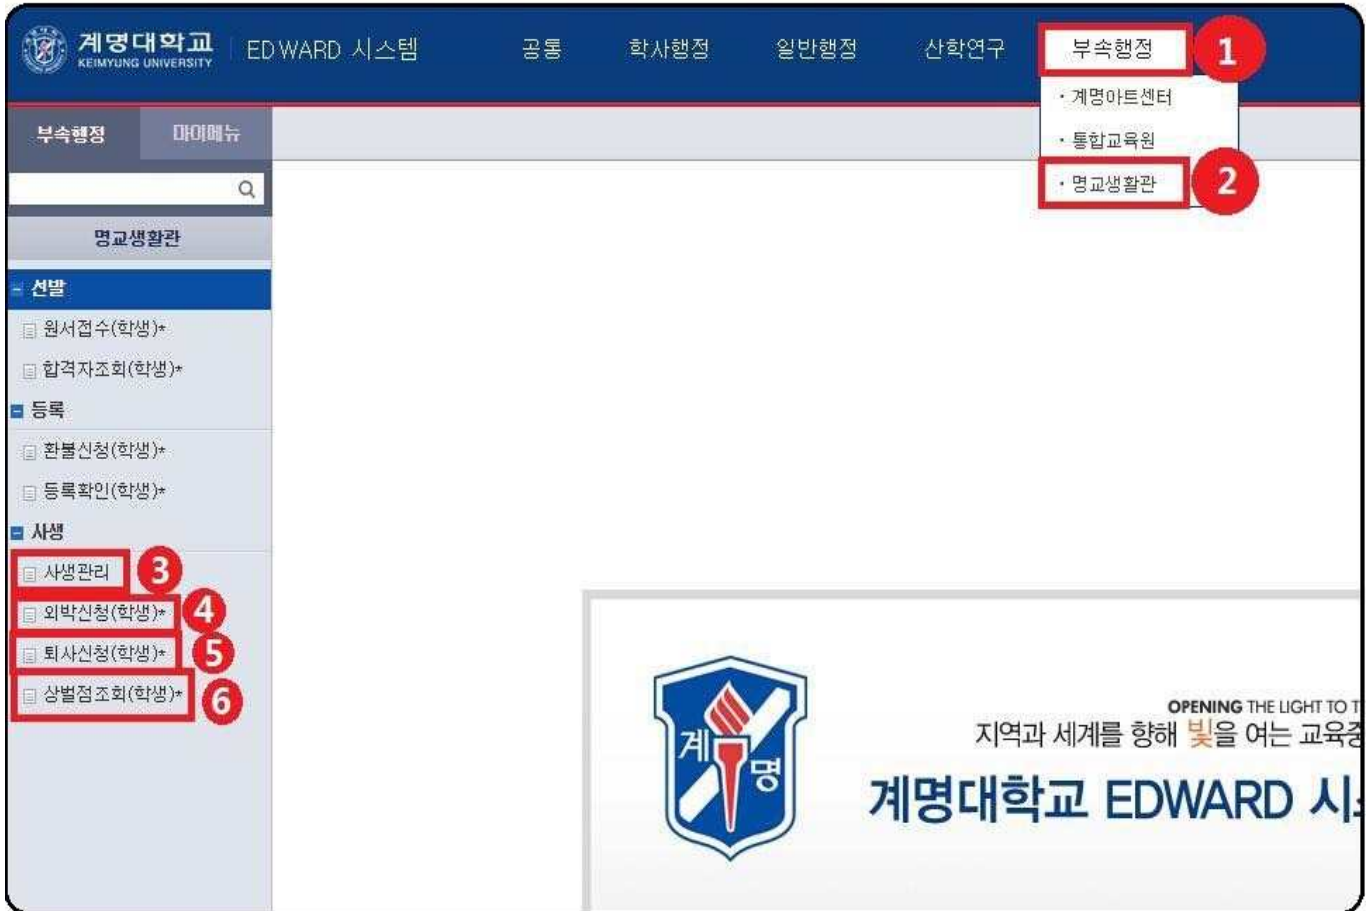 계명대학교
KEIMYUNG UNIVERSITY
EDWARD 시스템
공통
학사행정
일반행정
산학연구
부속행정
1
· 계명아트센터
· 통합교육원
· 명교생활관
2
부속행정
마이메뉴
명교생활관
선발
원서접수(학생)*
합격자조회(학생)*
등록
환불신청(학생)*
등록확인(학생)*
사생
사생관리
3
외박신청(학생)*
4
퇴사신청(학생)*
5
상벌점조회(학생)*
6
계명
OPENING THE LIGHT TO T
지역과 세계를 향해 빛을 여는 교육중
계명대학교 EDWARD 시